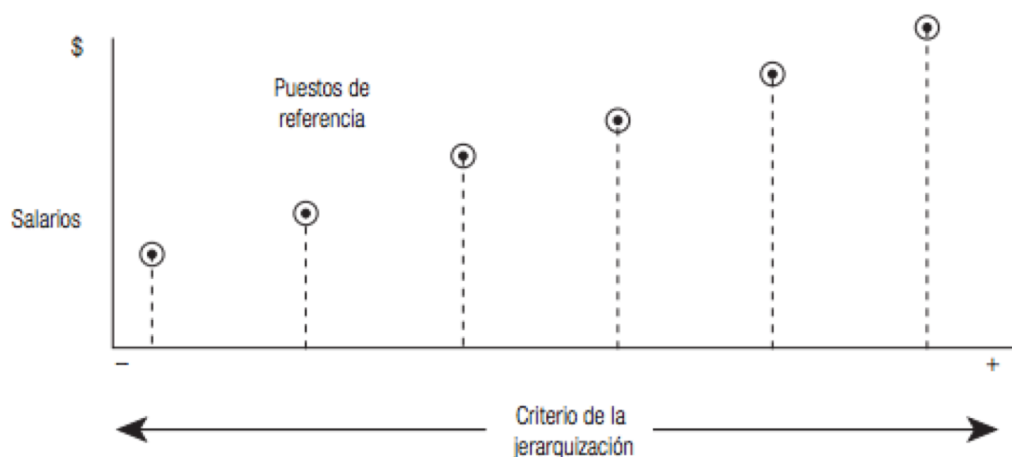 $
Puestos de
referencia
Salarios
–
+
Criterio de la
jerarquización